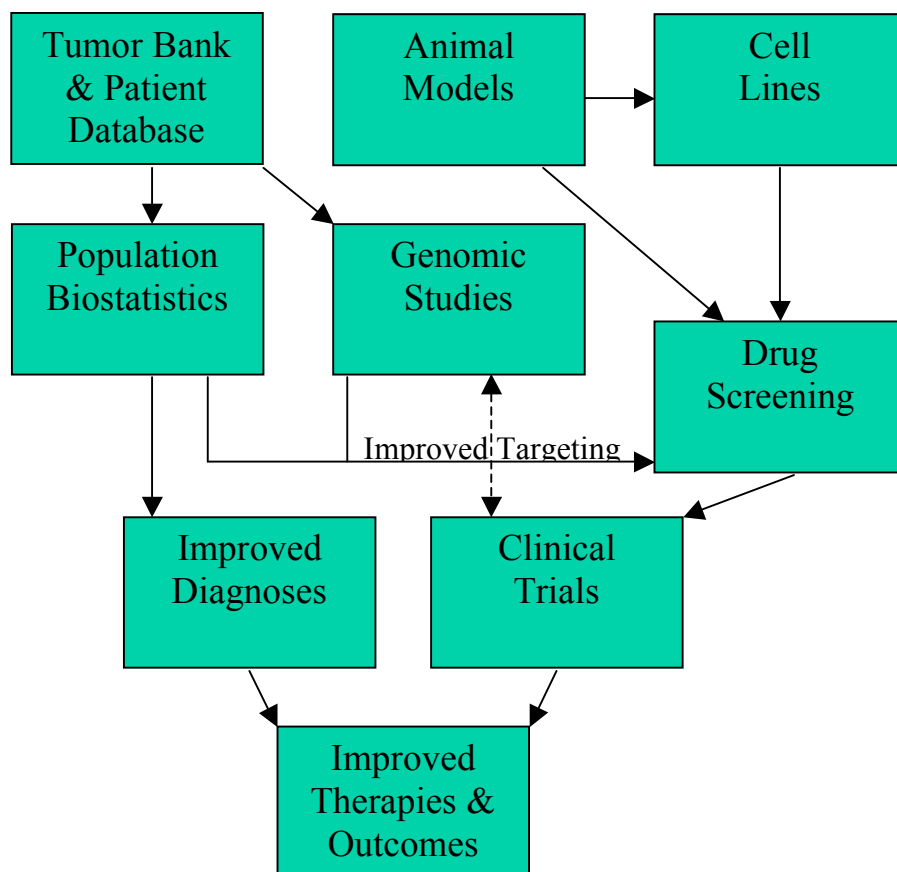 Tumor Bank
& Patient
Database
Animal
Models
Cell
Lines
Population
Biostatistics
Genomic
Studies
Drug
Screening
Improved Targeting
Improved
Diagnoses
Clinical
Trials
Improved
Therapies &
Outcomes